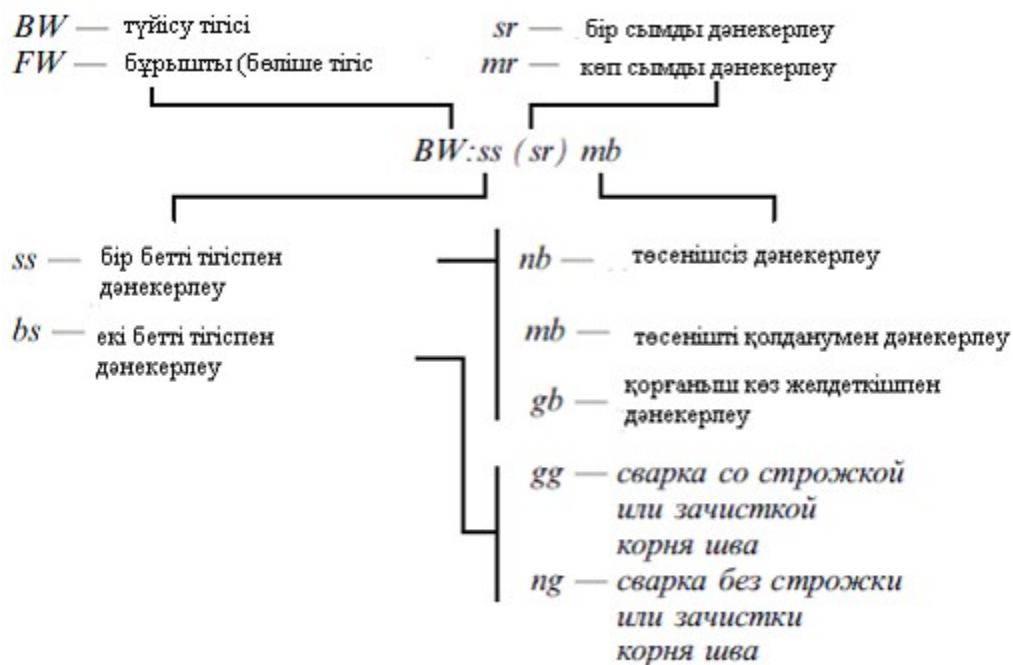 BW — түйісу тігісі
FW — бұрышты (бөліше тігіс
sr — бір сымды дәнекерлеу
mr — көп сымды дәнекерлеу
BW:ss (sr) mb
ss — бір бетті тігіспен
дәнекерлеу
bs — екі бетті тігіспен
дәнекерлеу
nb — төсенішсіз дәнекерлеу
mb — төсенішті қолданумен дәнекерлеу
gb — қорғаныш көз желдеткішпен
дәнекерлеу
gg — сварка со строжкой
или зачисткой
корня шва
ng — сварка без строжки
или зачистки
корня шва